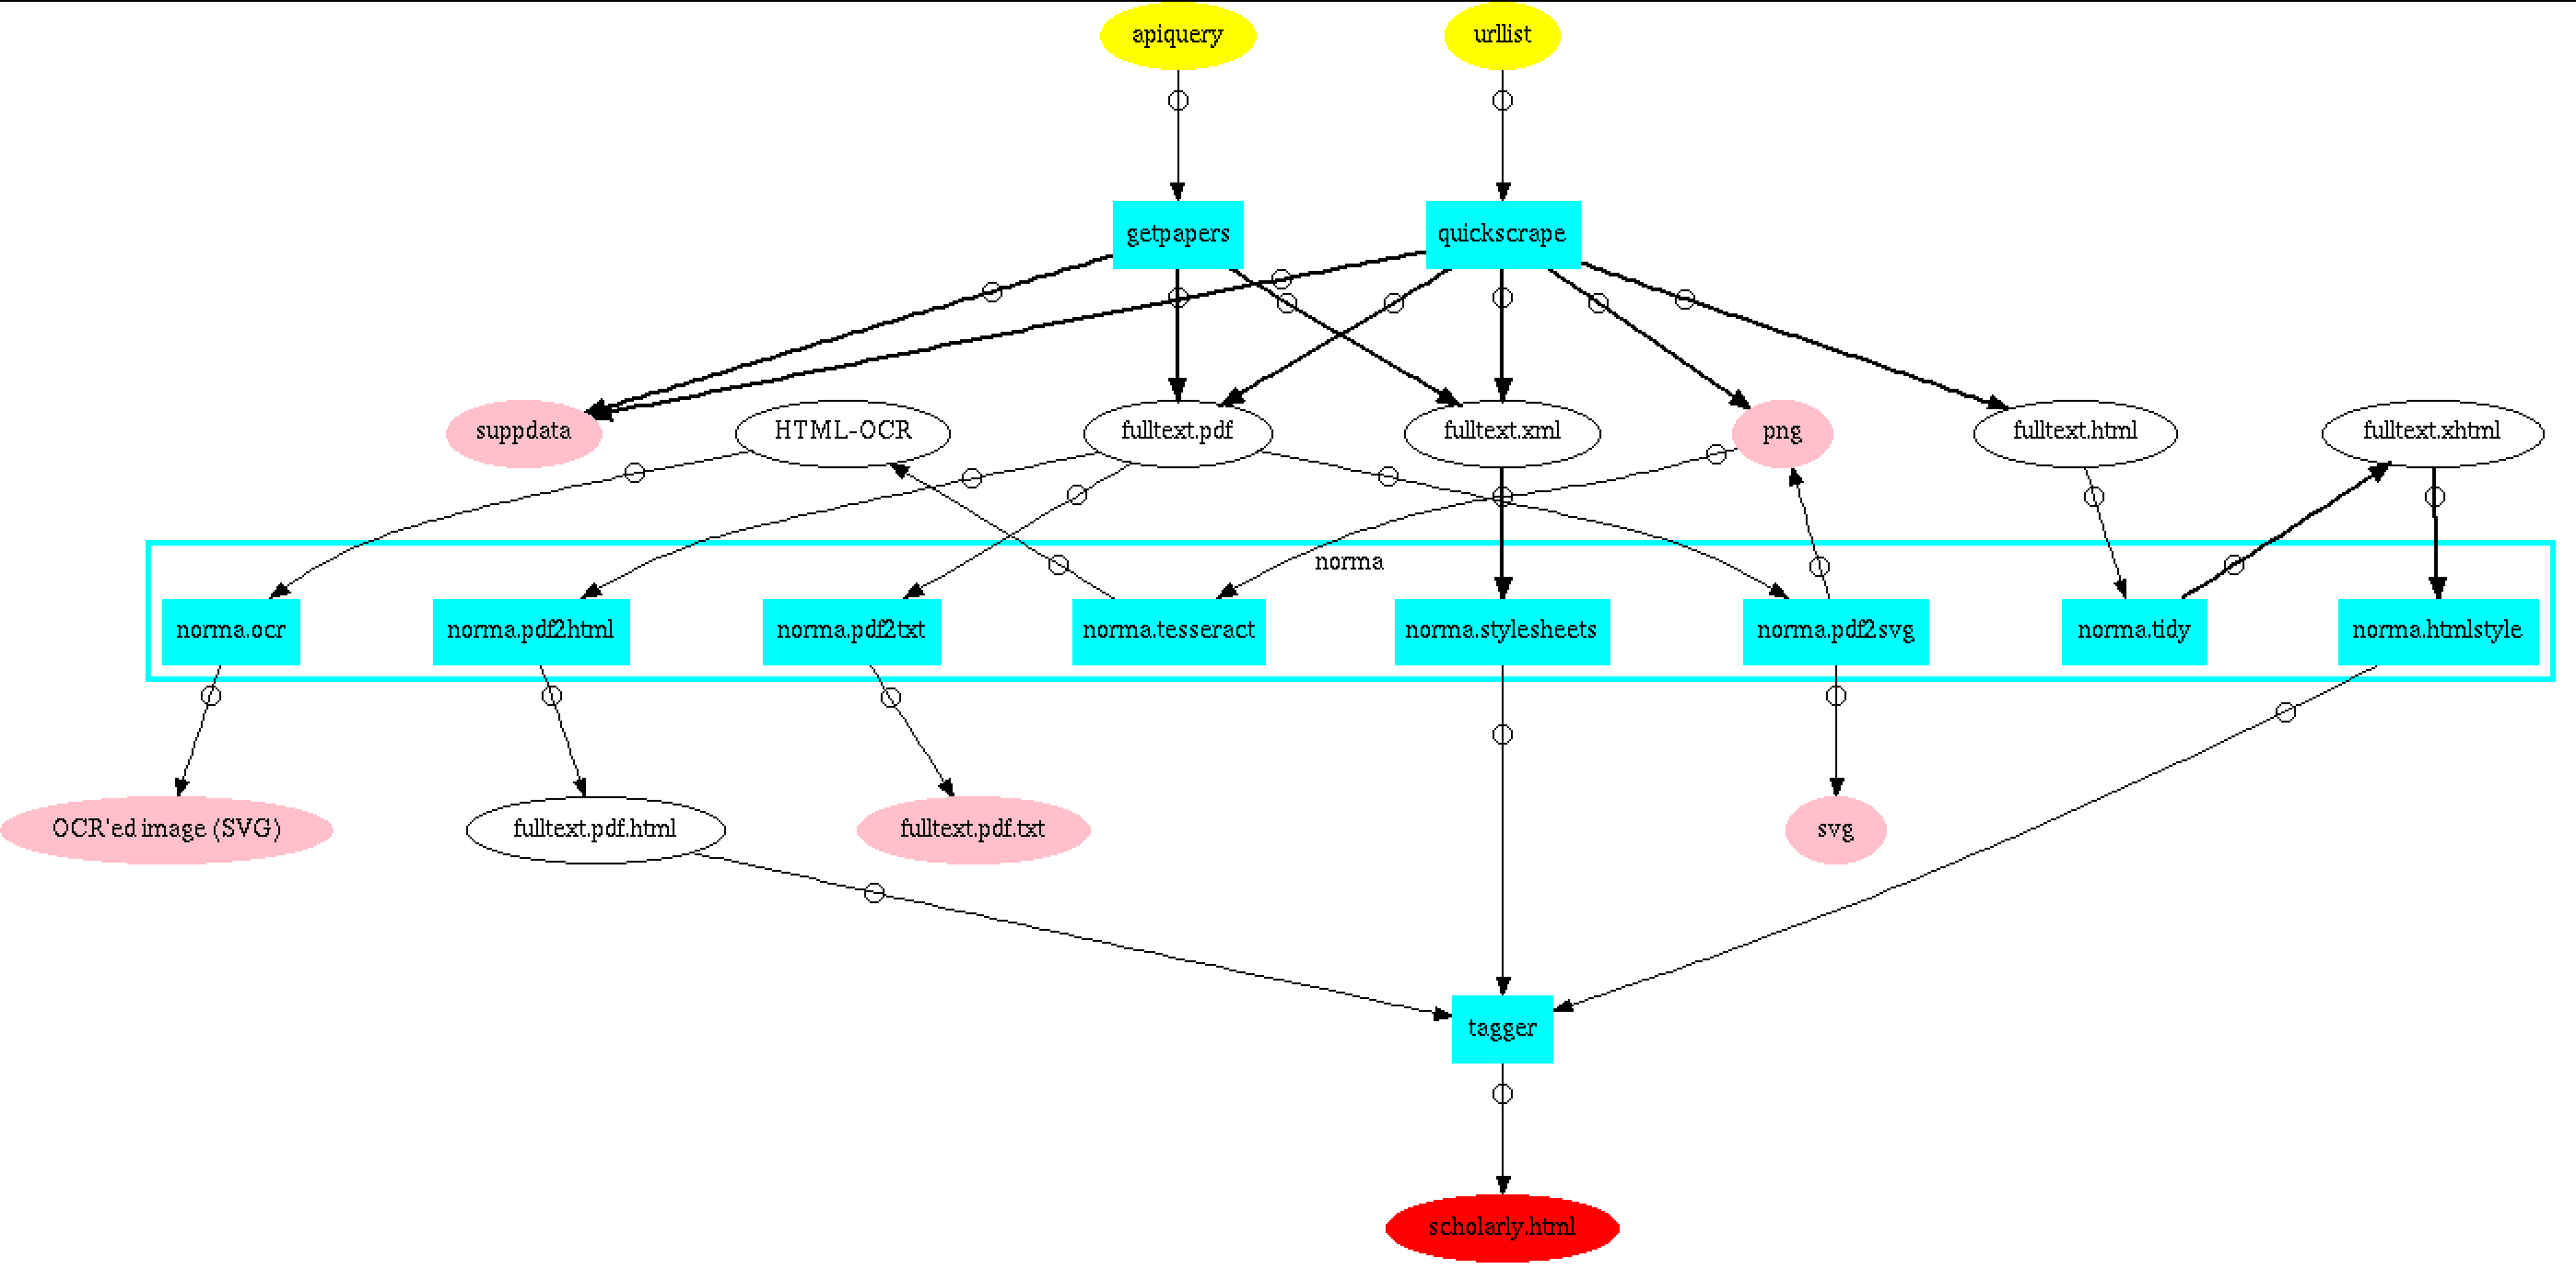 apiquery
urllist
getpapers
quickscrape
suppdata
HTML-OCR
fulltext.pdf
fulltext.xml
png
fulltext.html
fulltext.xhtml
norma
norma.ocr
norma.pdf2html
norma.pdf2txt
norma.tesseract
norma.stylesheets
norma.pdf2svg
norma.tidy
norma.htmlstyle
OCR'ed image (SVG)
fulltext.pdf.html
fulltext.pdf.txt
svg
tagger
scholarly.html